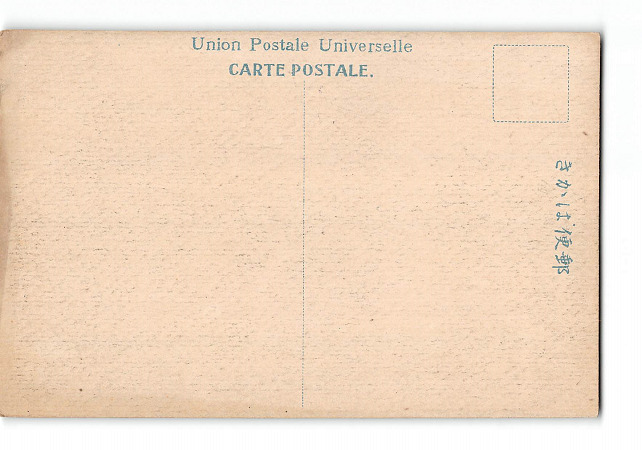 Union Postale Universelle
CARTE POSTALE.
郵便はかき